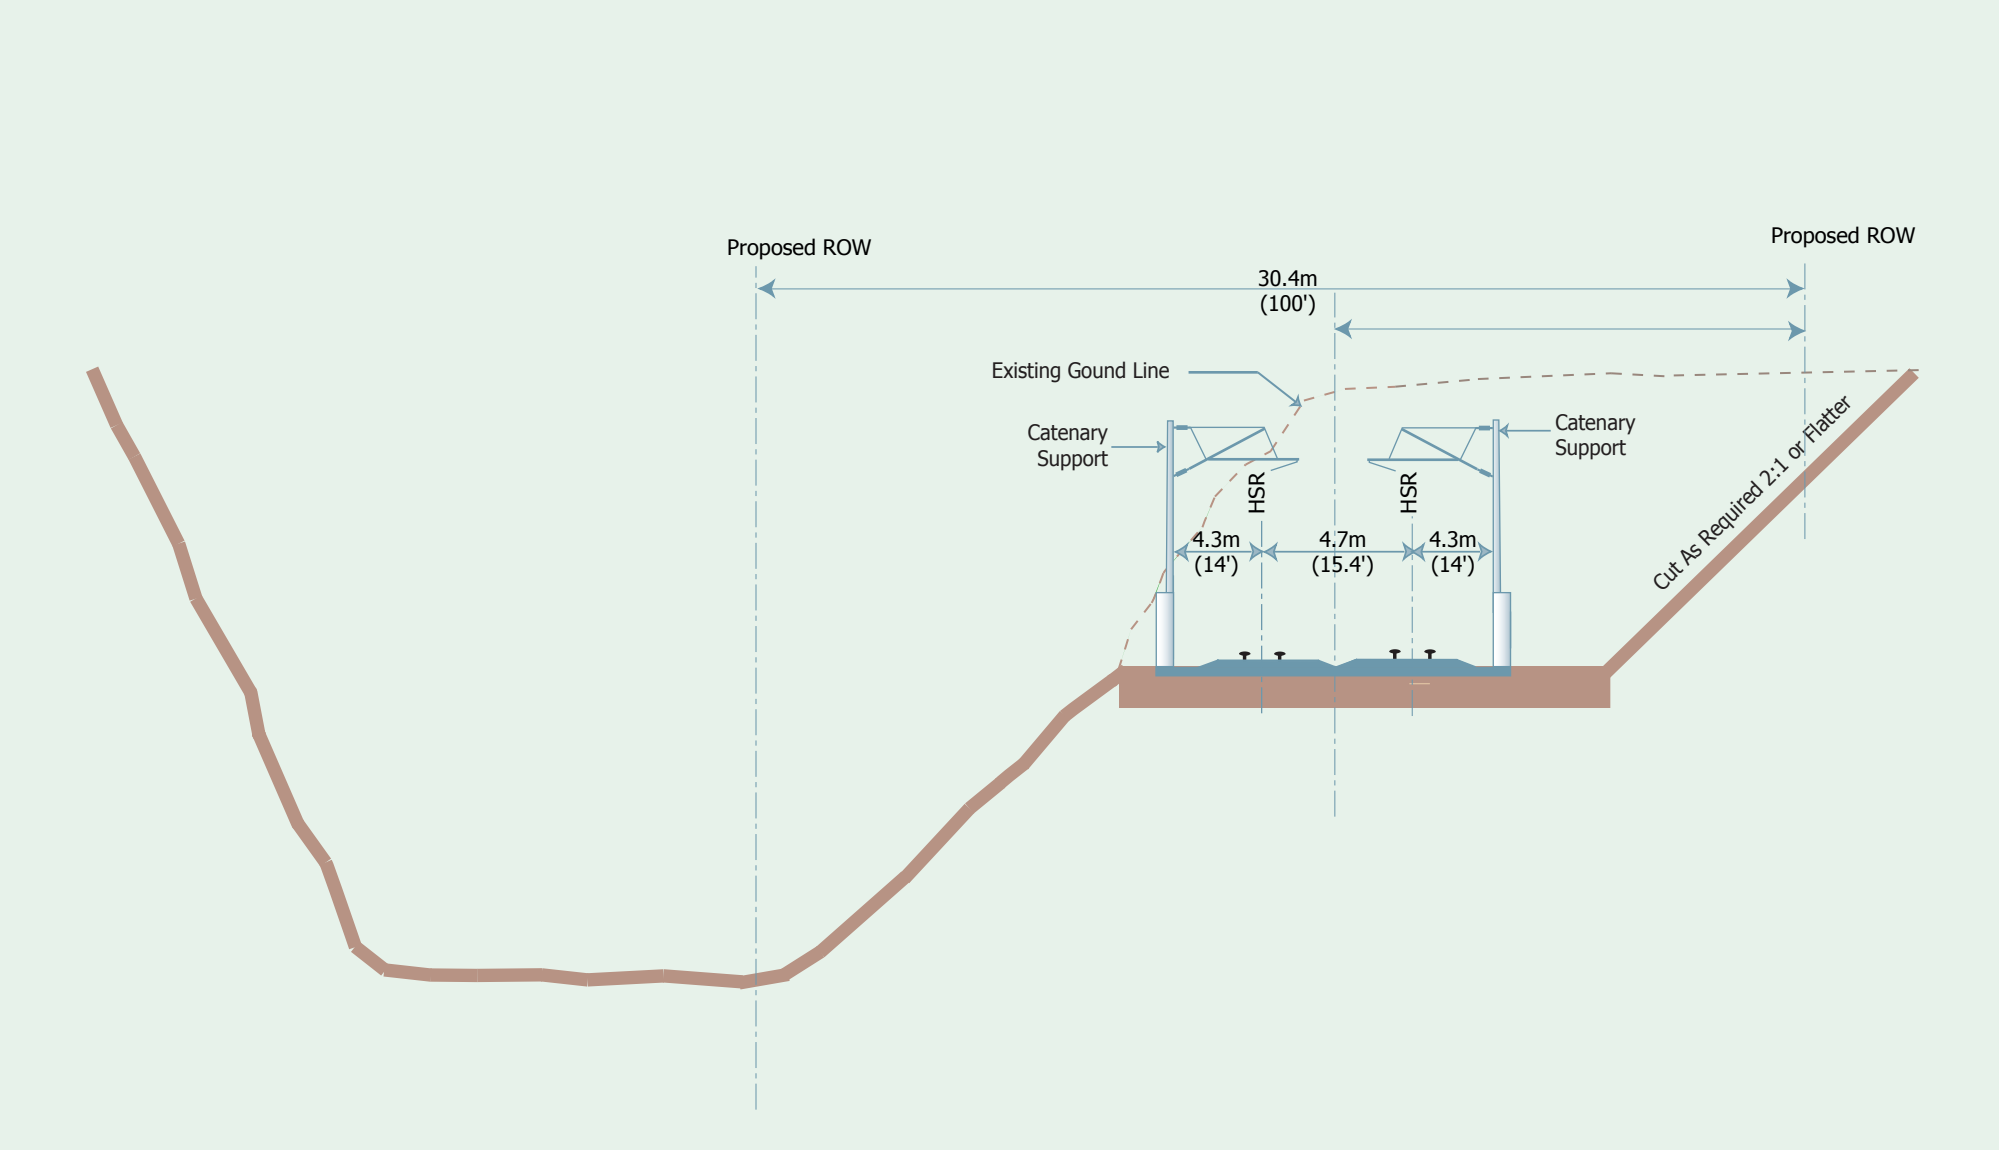 Proposed ROW
Proposed ROW
30.4m
(100')
Existing Gound Line
Catenary
Support
Catenary
Support
HSR
HSR
4.3m
(14')
4.7m
(15.4')
4.3m
(14')
Cut As Required 2:1 or Flatter